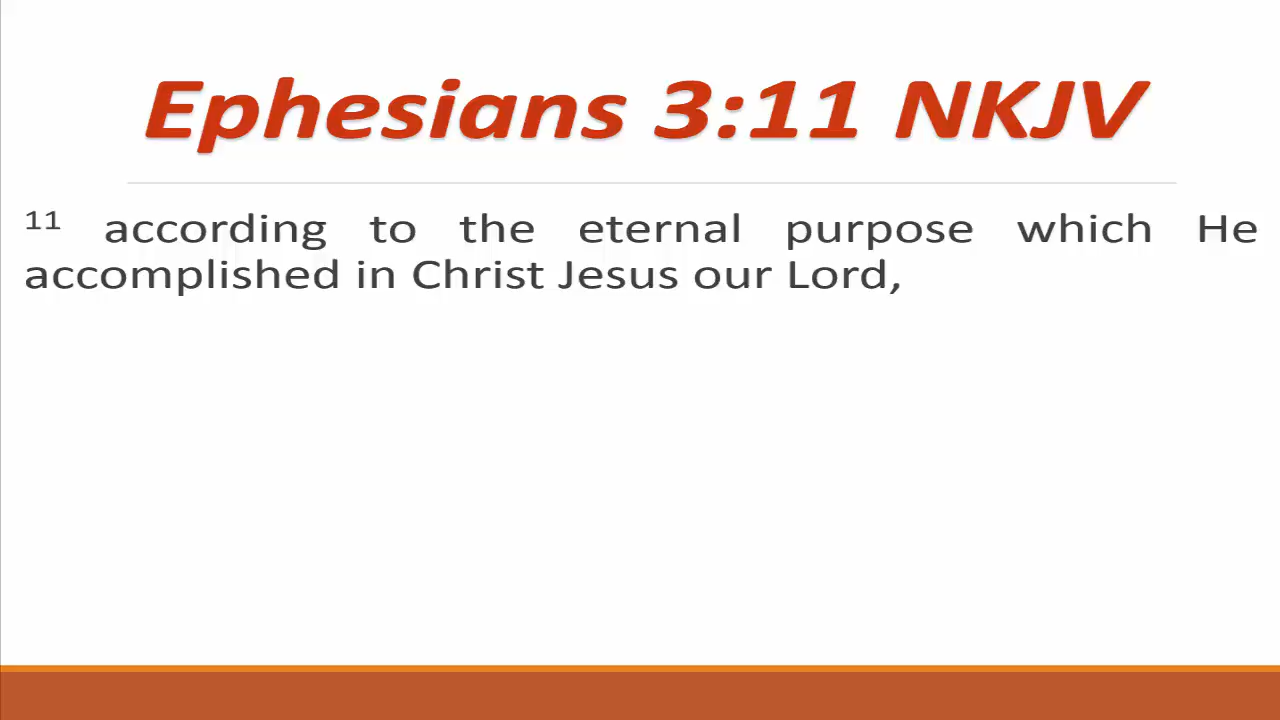 Ephesians 3:11 NKJV
11 according to the eternal purpose which He
accomplished in Christ Jesus our Lord,